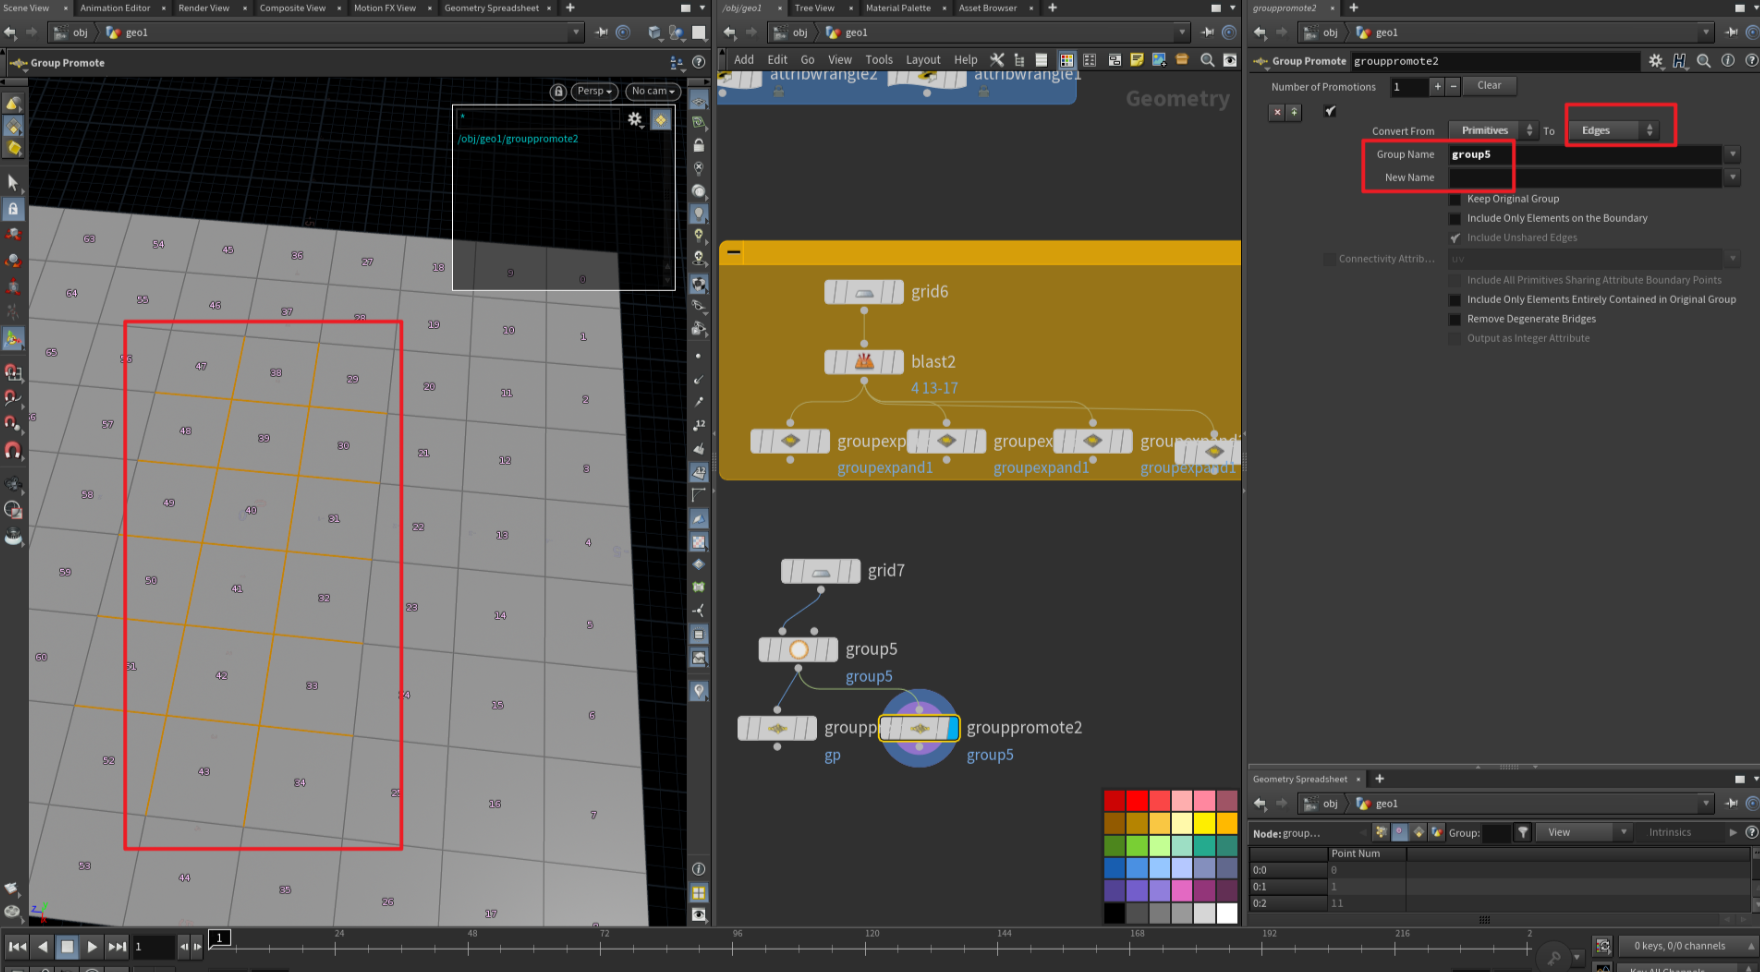 Scene View
Animation Editor
Render View
Composite View
Motion FX View
Geometry Spreadsheet
obj
geo1
Group Promote
Persp
No cam
*
/obj/geo1/grouppromote2
63
54
45
36
27
18
9
0
64
55
46
37
28
19
10
1
65
56
47
38
29
20
11
2
57
48
39
30
21
12
3
58
49
40
31
22
13
4
59
50
41
32
23
14
5
60
51
42
33
24
15
6
52
43
34
25
16
7
53
44
35
26
17
/obj/geo1
Tree View
Material Palette
Asset Browser
obj
geo1
Add
Edit
Go
View
Tools
Layout
Help
attribwrangle2
attribwrangle1
Geometry
grid6
blast2
4 13-17
groupexp
groupex
groupexpand
groupexpand1
groupexpand1
groupexpand1
grid7
group5
group5
groupp
grouppromote2
gp
group5
grouppromote2
obj
geo1
Group Promote
grouppromote2
Number of Promotions
1
Clear
Convert From
Primitives
To
Edges
Group Name
group5
New Name
Keep Original Group
Include Only Elements on the Boundary
Include Unshared Edges
Connectivity Attrib...
uv
Include All Primitives Sharing Attribute Boundary Points
Include Only Elements Entirely Contained in Original Group
Remove Degenerate Bridges
Output as Integer Attribute
Geometry Spreadsheet
obj
geo1
Node: group...
Group:
View
Intrinsics
Point Num
0:0
0
0:1
1
0:2
11
1
1
24
48
72
96
120
144
168
192
216
2
0 keys, 0/0 channels
Key All Channels